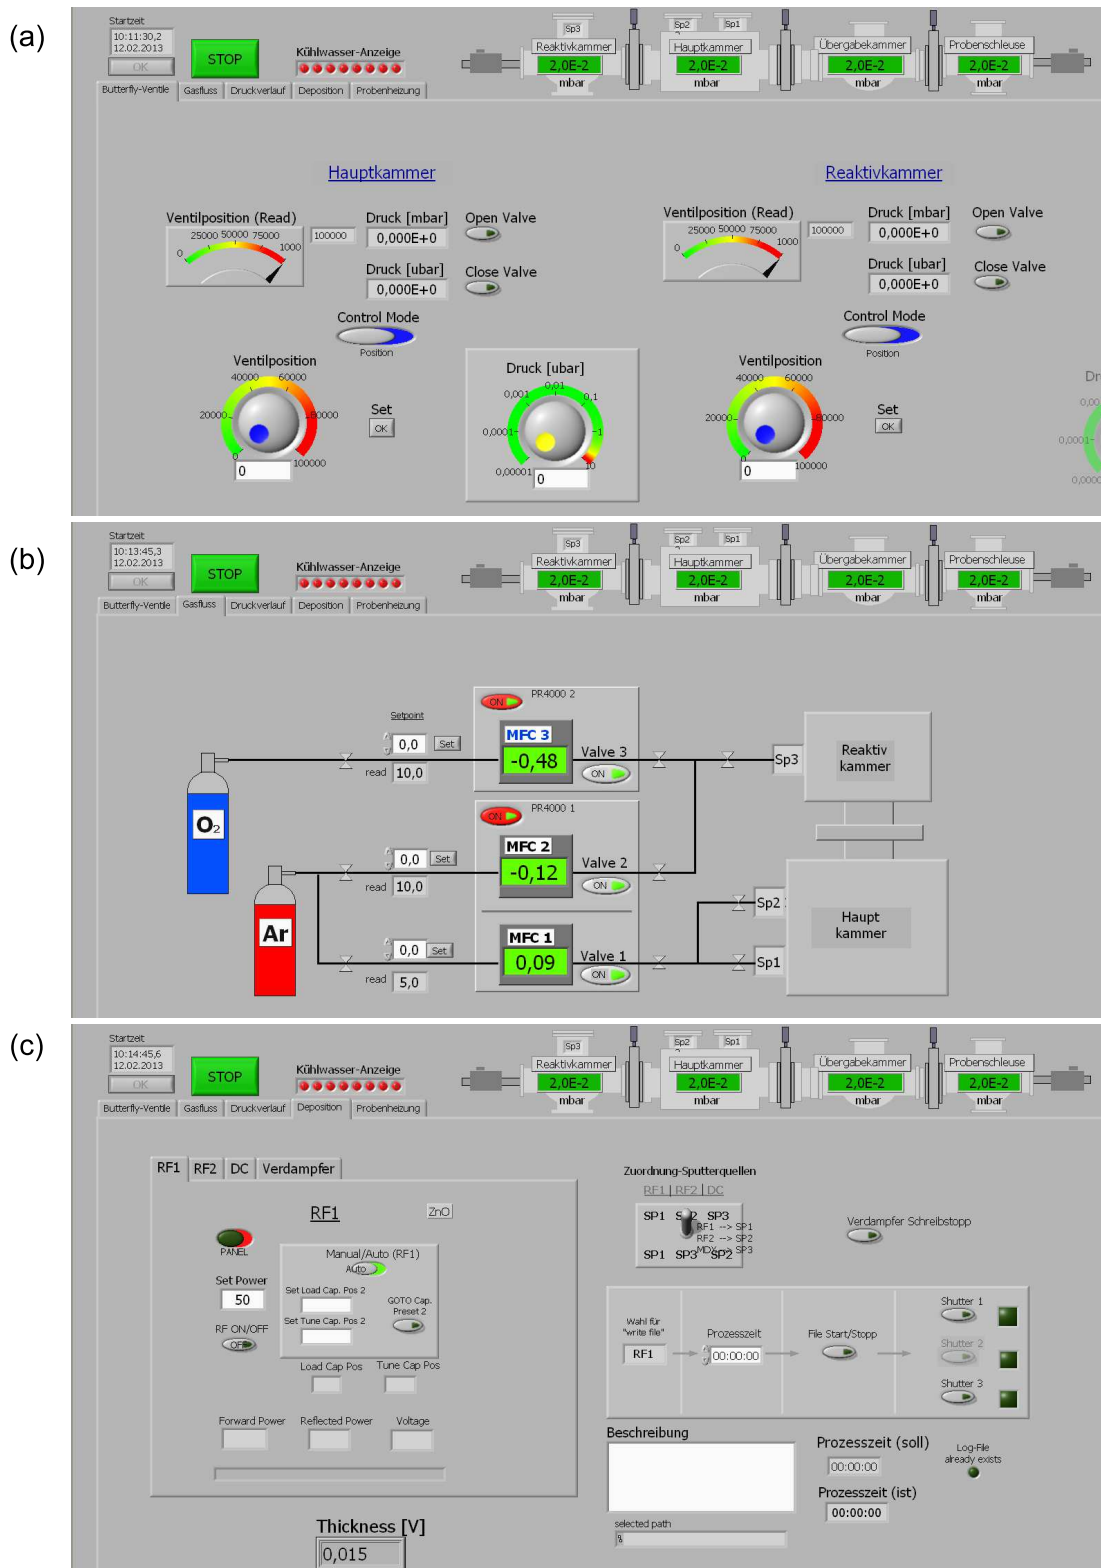 (a)
Startzeit
10:11:30,2
12.02.2013
OK
STOP
Kühlwasser-Anzeige
Sp3
Sp2
Sp1
Reaktivkammer
Hauptkammer
Übergabekammer
Probenschleuse
2,0E-2
2,0E-2
2,0E-2
2,0E-2
mbar
mbar
mbar
mbar
Butterfly-Ventile
Gasfluss
Druckverlauf
Deposition
Probenheizung
Hauptkammer
Ventilposition (Read)
0
25000
50000
75000
1000
100000
Druck [mbar]
0,000E+0
Open Valve
Druck [ubar]
0,000E+0
Close Valve
Control Mode
Position
Ventilposition
0
20000
40000
60000
80000
100000
0
Set
OK
Druck [ubar]
0,00001
0,0001
0,001
0,01
0,1
1
10
0
Reaktivkammer
Ventilposition (Read)
0
25000
50000
75000
1000
100000
Druck [mbar]
0,000E+0
Open Valve
Druck [ubar]
0,000E+0
Close Valve
Control Mode
Position
Ventilposition
0
20000
40000
60000
80000
100000
0
Set
OK
Dr
0,00
0,0001
0,0000
(b)
Startzeit
10:13:45,3
12.02.2013
OK
STOP
Kühlwasser-Anzeige
Sp3
Sp2
Sp1
Reaktivkammer
Hauptkammer
Übergabekammer
Probenschleuse
2,0E-2
2,0E-2
2,0E-2
2,0E-2
mbar
mbar
mbar
mbar
Butterfly-Ventile
Gasfluss
Druckverlauf
Deposition
Probenheizung
O2
Ar
Setpoint
0,0
Set
read
10,0
ON
PR4000 2
MFC 3
-0,48
Valve 3
ON
0,0
Set
read
10,0
ON
PR4000 1
MFC 2
-0,12
Valve 2
ON
0,0
Set
read
5,0
MFC 1
0,09
Valve 1
ON
Sp3
Reaktiv
kammer
Sp2
Sp1
Haupt
kammer
(c)
Startzeit
10:14:45,6
12.02.2013
OK
STOP
Kühlwasser-Anzeige
Sp3
Sp2
Sp1
Reaktivkammer
Hauptkammer
Übergabekammer
Probenschleuse
2,0E-2
2,0E-2
2,0E-2
2,0E-2
mbar
mbar
mbar
mbar
Butterfly-Ventile
Gasfluss
Druckverlauf
Deposition
Probenheizung
RF1
RF2
DC
Verdampfer
RF1
ZnO
PANEL
Set Power
50
RF ON/OFF
OFF
Manual/Auto (RF1)
Auto
Set Load Cap. Pos 2
Set Tune Cap. Pos 2
GOTO Cap.
Preset 2
Load Cap Pos
Tune Cap Pos
Forward Power
Reflected Power
Voltage
Thickness [V]
0,015
Zuordnung-Sputterquellen
RF1 | RF2 | DC
SP1 SP2 SP3
RF1 --> SP1
RF2 --> SP2
MDX --> SP3
SP1 SP3 SP2
Verdampfer Schreibstopp
Wahl für
"write file"
RF1
Prozesszeit
00:00:00
File Start/Stopp
Shutter 1
Shutter 2
Shutter 3
Beschreibung
selected path
%
Prozesszeit (soll)
00:00:00
Prozesszeit (ist)
00:00:00
Log-File
already exists